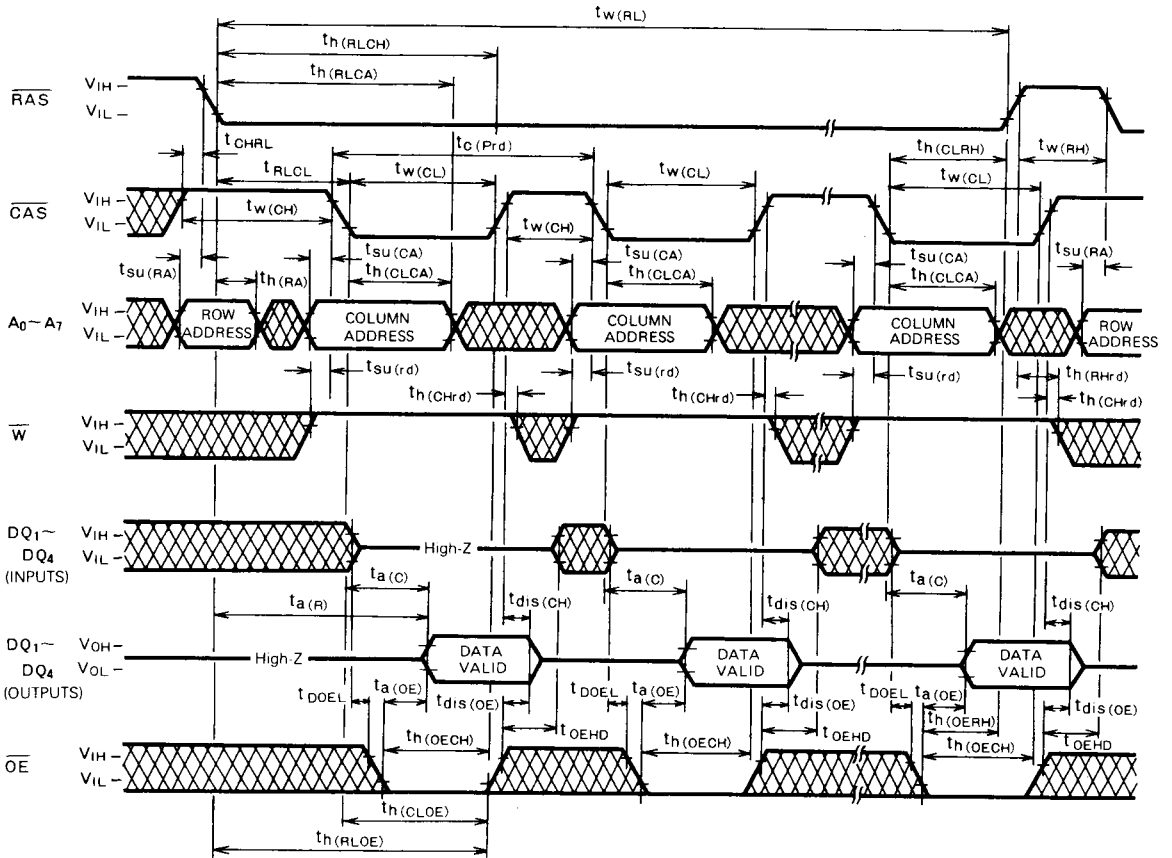 tw(RL)
th(RLCH)
th(RLCA)
RAS
VIH
VIL
tCHRL
tRLCL
tC(Prd)
tw(CL)
tw(CL)
th(CLRH)
tw(RH)
tw(CL)
CAS
VIH
VIL
tw(CH)
tw(CH)
tsu(RA)
th(RA)
tsu(CA)
th(CLCA)
tsu(CA)
th(CLCA)
tsu(CA)
th(CLCA)
tsu(RA)
A0~A7
VIH
VIL
ROW ADDRESS
COLUMN ADDRESS
COLUMN ADDRESS
COLUMN ADDRESS
ROW ADDRESS
tsu(rd)
th(CHrd)
tsu(rd)
th(CHrd)
tsu(rd)
th(RHrd)
th(CHrd)
W
VIH
VIL
DQ1~DQ4
(INPUTS)
VIH
VIL
High-Z
ta(C)
ta(R)
tdis(CH)
ta(C)
tdis(CH)
ta(C)
tdis(CH)
DQ1~DQ4
(OUTPUTS)
VOH
VOL
High-Z
DATA VALID
DATA VALID
DATA VALID
tDOEL
ta(OE)
tdis(OE)
tDOEL
ta(OE)
tdis(OE)
tDOEL
ta(OE)
tdis(OE)
th(OECH)
tOEHD
th(OECH)
tOEHD
th(OERH)
th(OECH)
tOEHD
OE
VIH
VIL
th(CLOE)
th(RLOE)